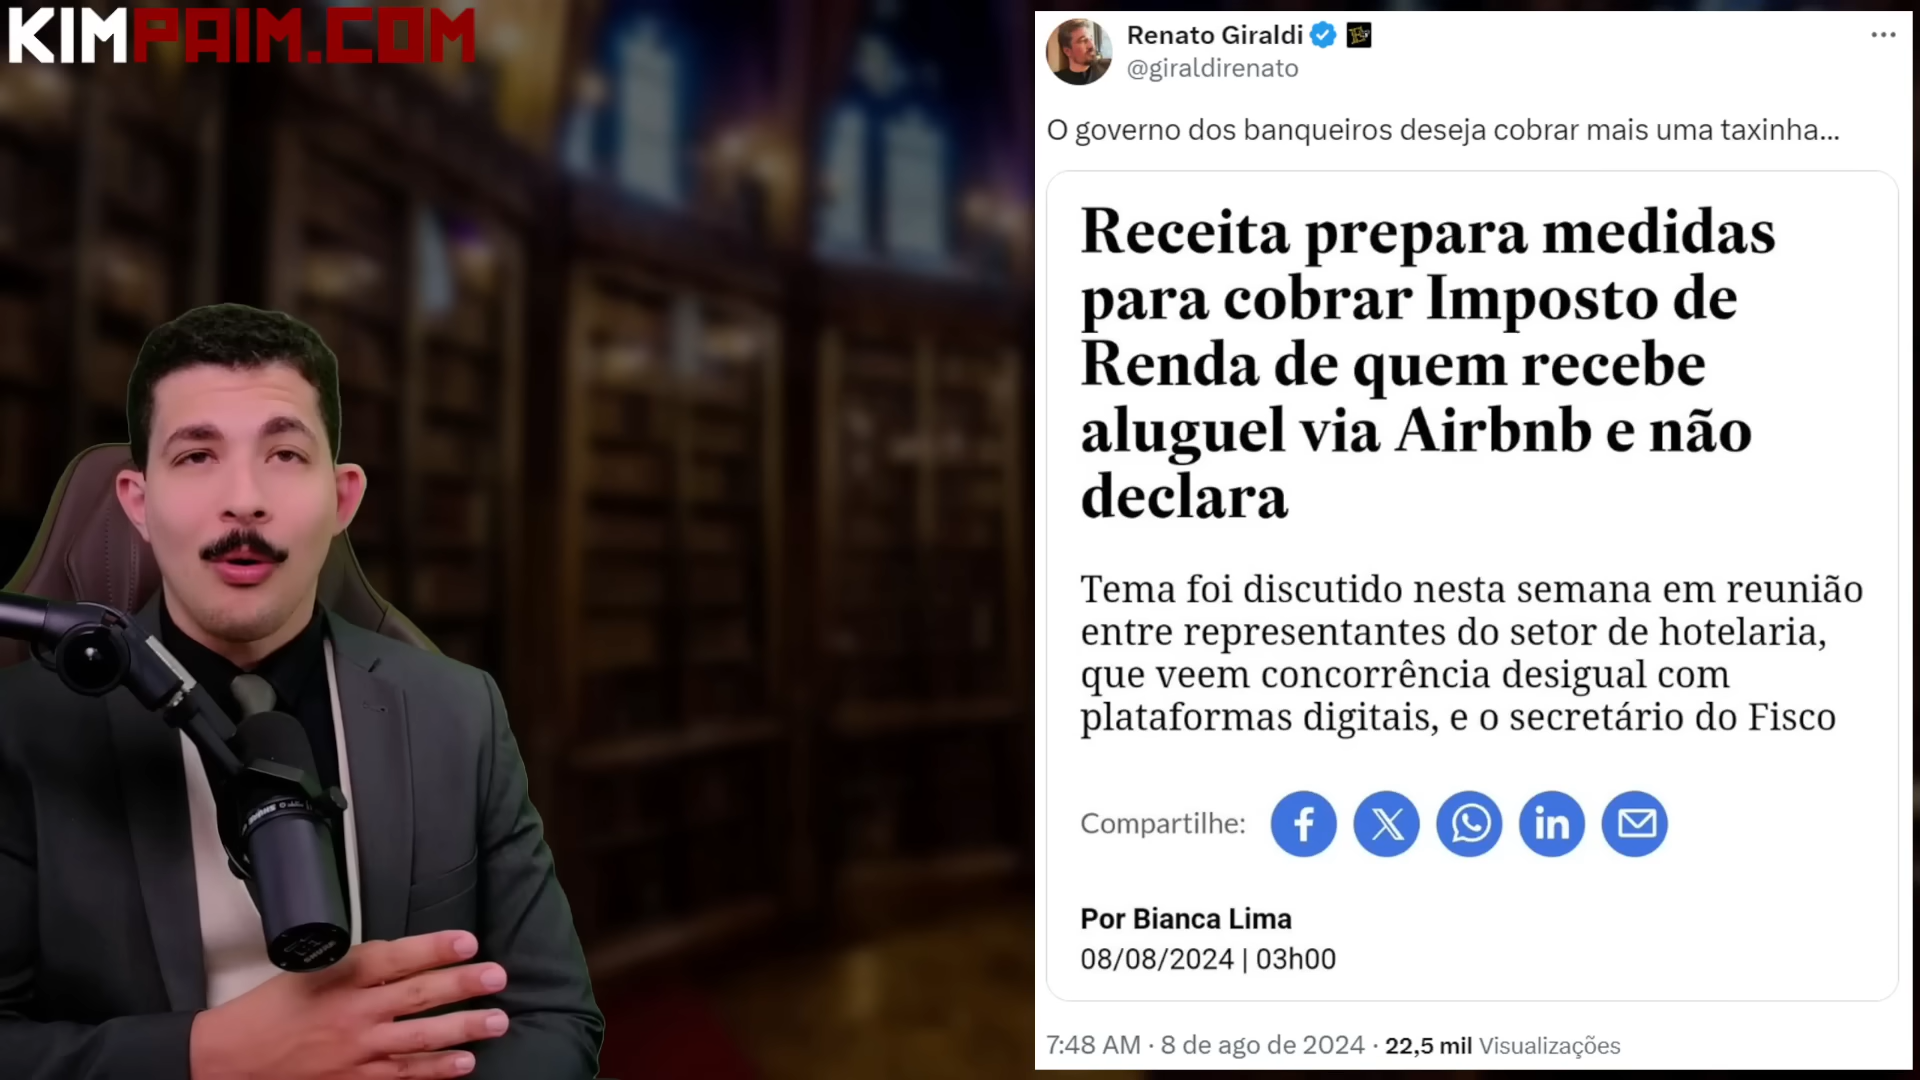 KIMPAIM.COM
Renato Giraldi
@giraldirenato
O governo dos banqueiros deseja cobrar mais uma taxinha...
Receita prepara medidas
para cobrar Imposto de
Renda de quem recebe
aluguel via Airbnb e não
declara
Tema foi discutido nesta semana em reunião
entre representantes do setor de hotelaria,
que veem concorrência desigual com
plataformas digitais, e o secretário do Fisco
Compartilhe:
Por Bianca Lima
08/08/2024 | 03h00
7:48 AM · 8 de ago de 2024 · 22,5 mil Visualizações